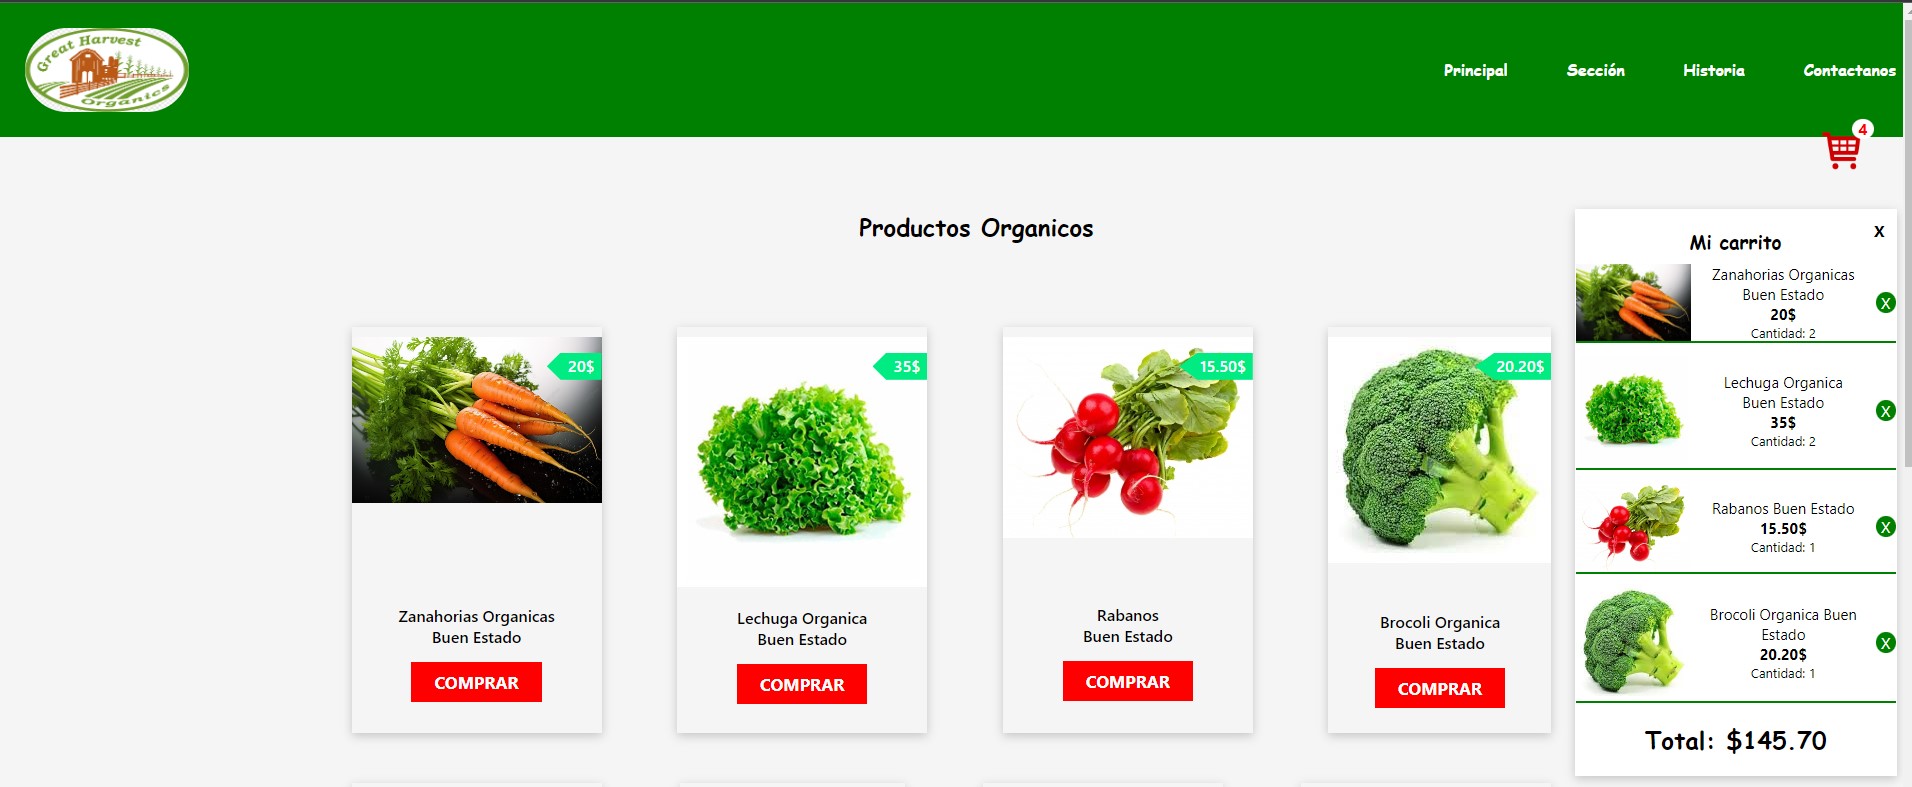 Great Harvest
Organics
Principal
Sección
Historia
Contactanos
4
Productos Organicos
20$
Zanahorias Organicas
Buen Estado
COMPRAR
35$
Lechuga Organica
Buen Estado
COMPRAR
15.50$
Rabanos
Buen Estado
COMPRAR
20.20$
Brocoli Organica
Buen Estado
COMPRAR
X
Mi carrito
Zanahorias Organicas
Buen Estado
20$
Cantidad: 2
X
Lechuga Organica
Buen Estado
35$
Cantidad: 2
X
Rabanos Buen Estado
15.50$
Cantidad: 1
X
Brocoli Organica Buen
Estado
20.20$
Cantidad: 1
X
Total: $145.70